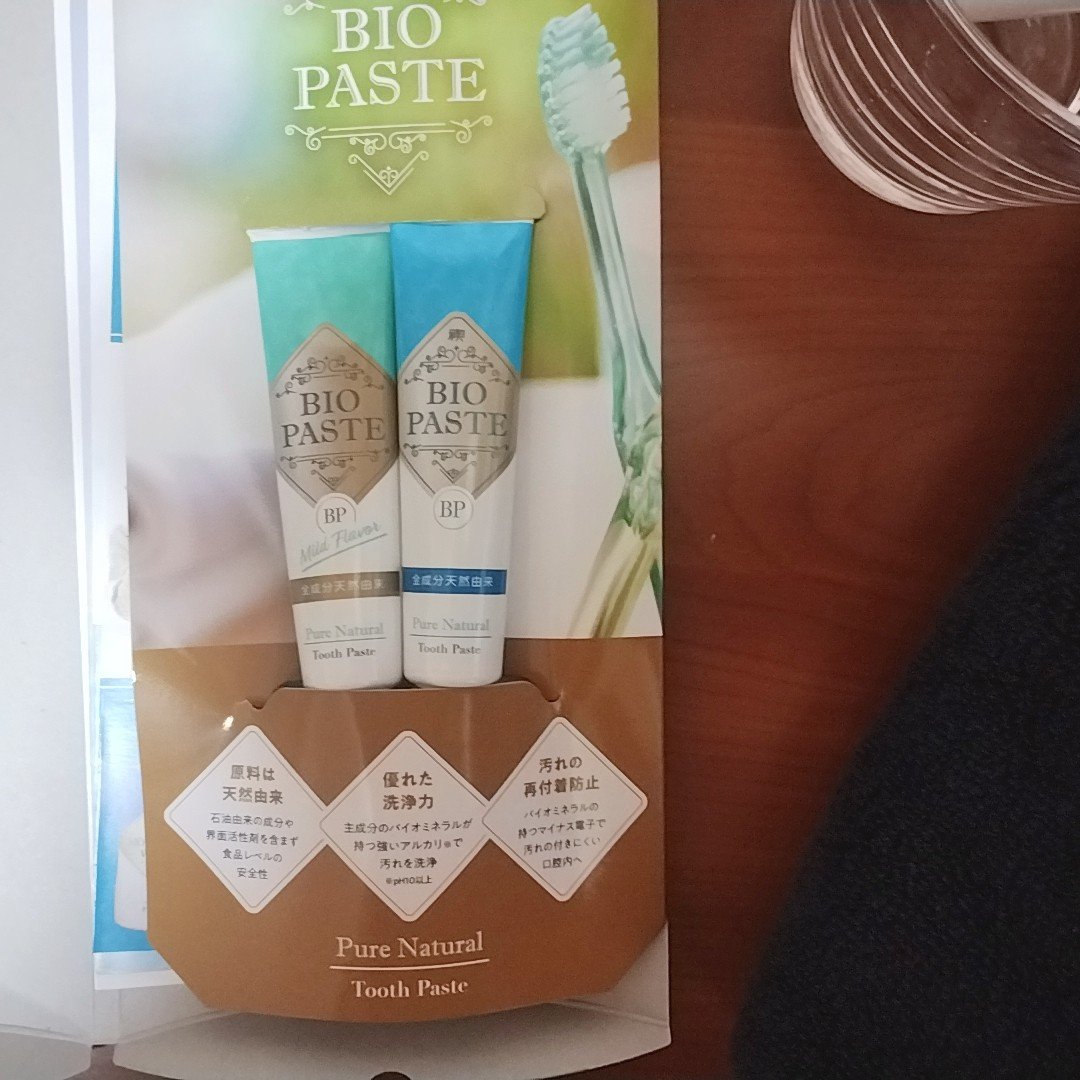 BIO
PASTE
BIO
PASTE
BP
Mild Flavor
全成分天然由来
Pure Natural
Tooth Paste
BIO
PASTE
BP
全成分天然由来
Pure Natural
Tooth Paste
原料は
天然由来
石油由来の成分や
界面活性剤を含まず
食品レベルの
安全性
優れた
洗浄力
主成分のバイオミネラルが
持つ強いアルカリ※で
汚れを洗浄
※pH10以上
汚れの
再付着防止
バイオミネラルの
持つマイナス電子で
汚れの付きにくい
口腔内へ
Pure Natural
Tooth Paste